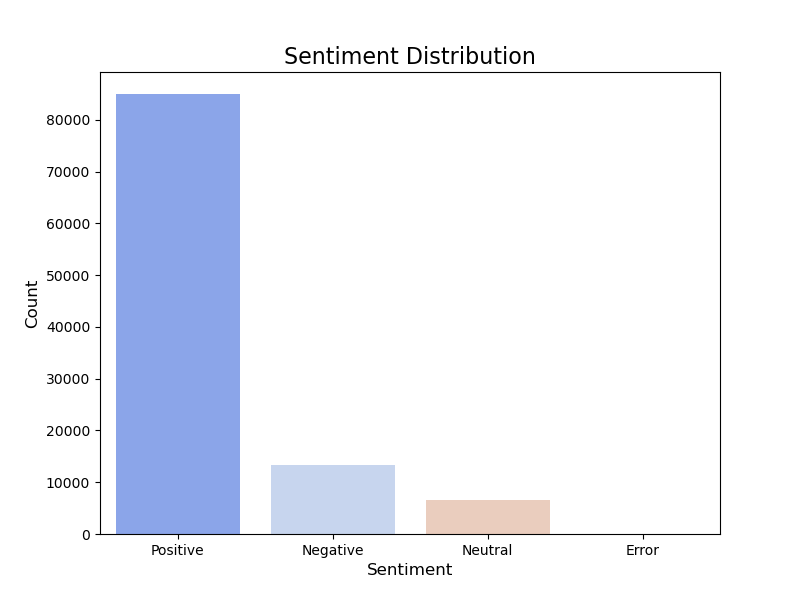 Sentiment Distribution
80000
70000
60000
50000
40000
30000
20000
10000
0
Count
Positive
Negative
Neutral
Error
Sentiment